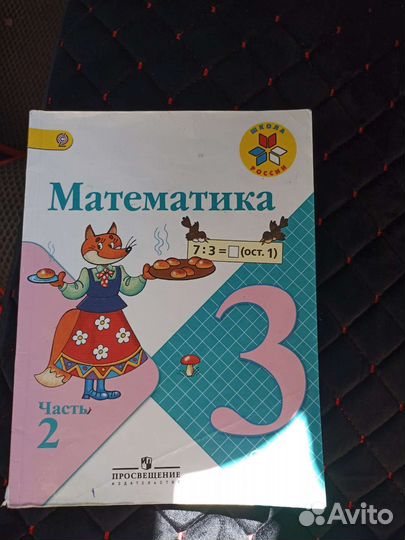 ШКОЛА
РОССИИ
Математика
7 : 3 = □ (ост. 1)
3
Часть
2
ПРОСВЕЩЕНИЕ
ИЗДАТЕЛЬСТВО
Avito